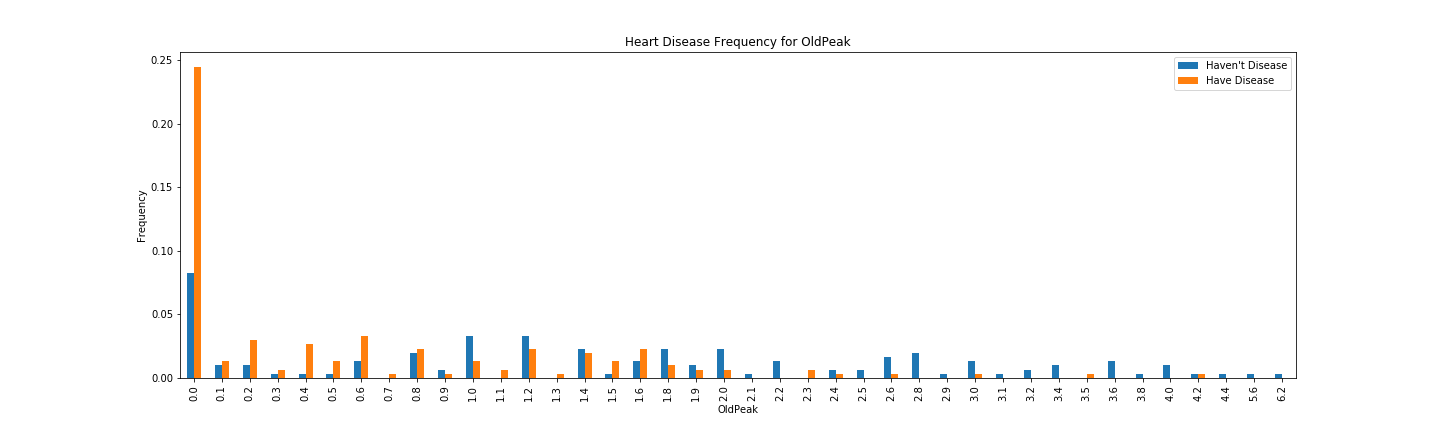 Heart Disease Frequency for OldPeak
Haven't Disease
Have Disease
Frequency
0.25
0.20
0.15
0.10
0.05
0.00
0.0 0.1 0.2 0.3 0.4 0.5 0.6 0.7 0.8 0.9 1.0 1.1 1.2 1.3 1.4 1.5 1.6 1.8 1.9 2.0 2.1 2.2 2.3 2.4 2.5 2.6 2.8 2.9 3.0 3.1 3.2 3.4 3.5 3.6 3.8 4.0 4.2 4.4 5.6 6.2
OldPeak